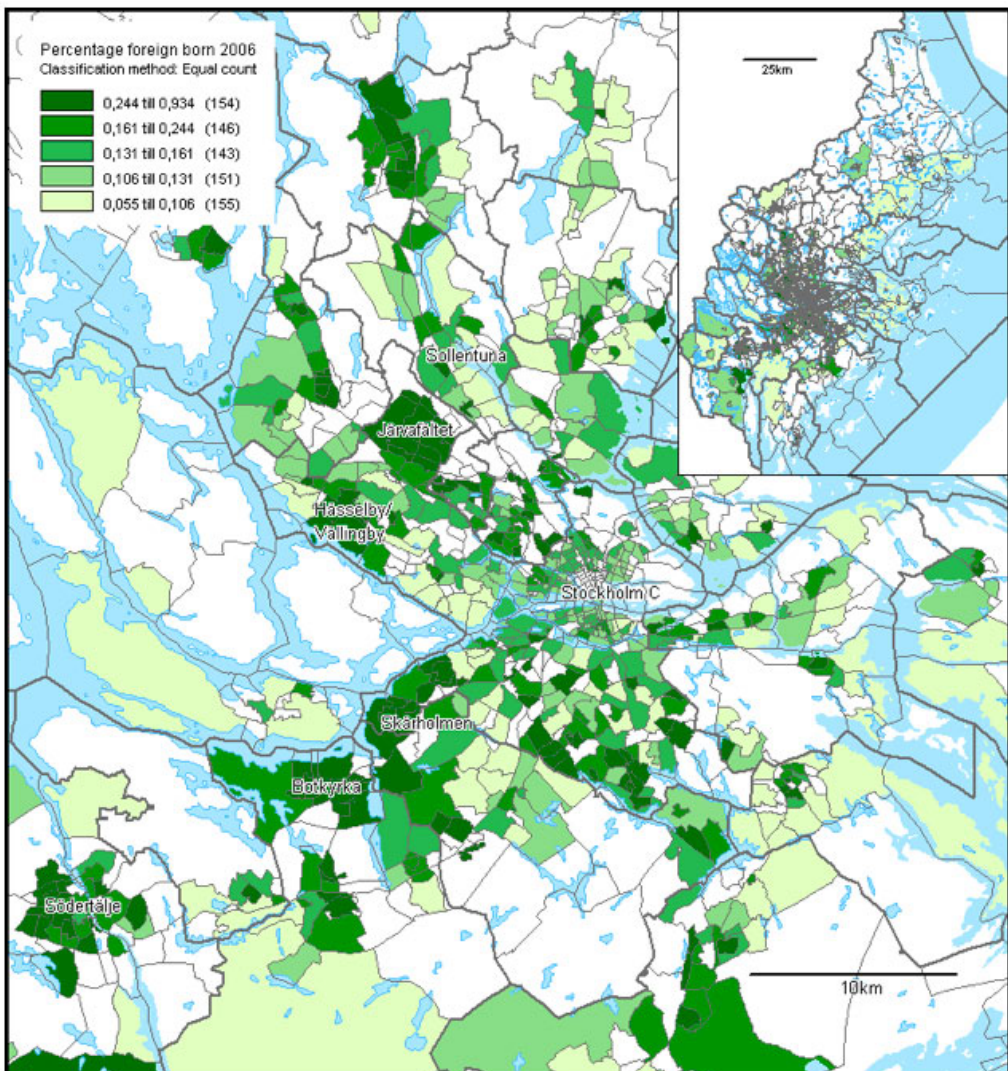 Percentage foreign born 2006
Classification method: Equal count
0,244 till 0,934 (154)
0,161 till 0,244 (146)
0,131 till 0,161 (143)
0,106 till 0,131 (151)
0,055 till 0,106 (155)
25km
Sollentuna
Järvafältet
Hässelby/
Vällingby
Stockholm C
Skärholmen
Botkyrka
Södertälje
10km